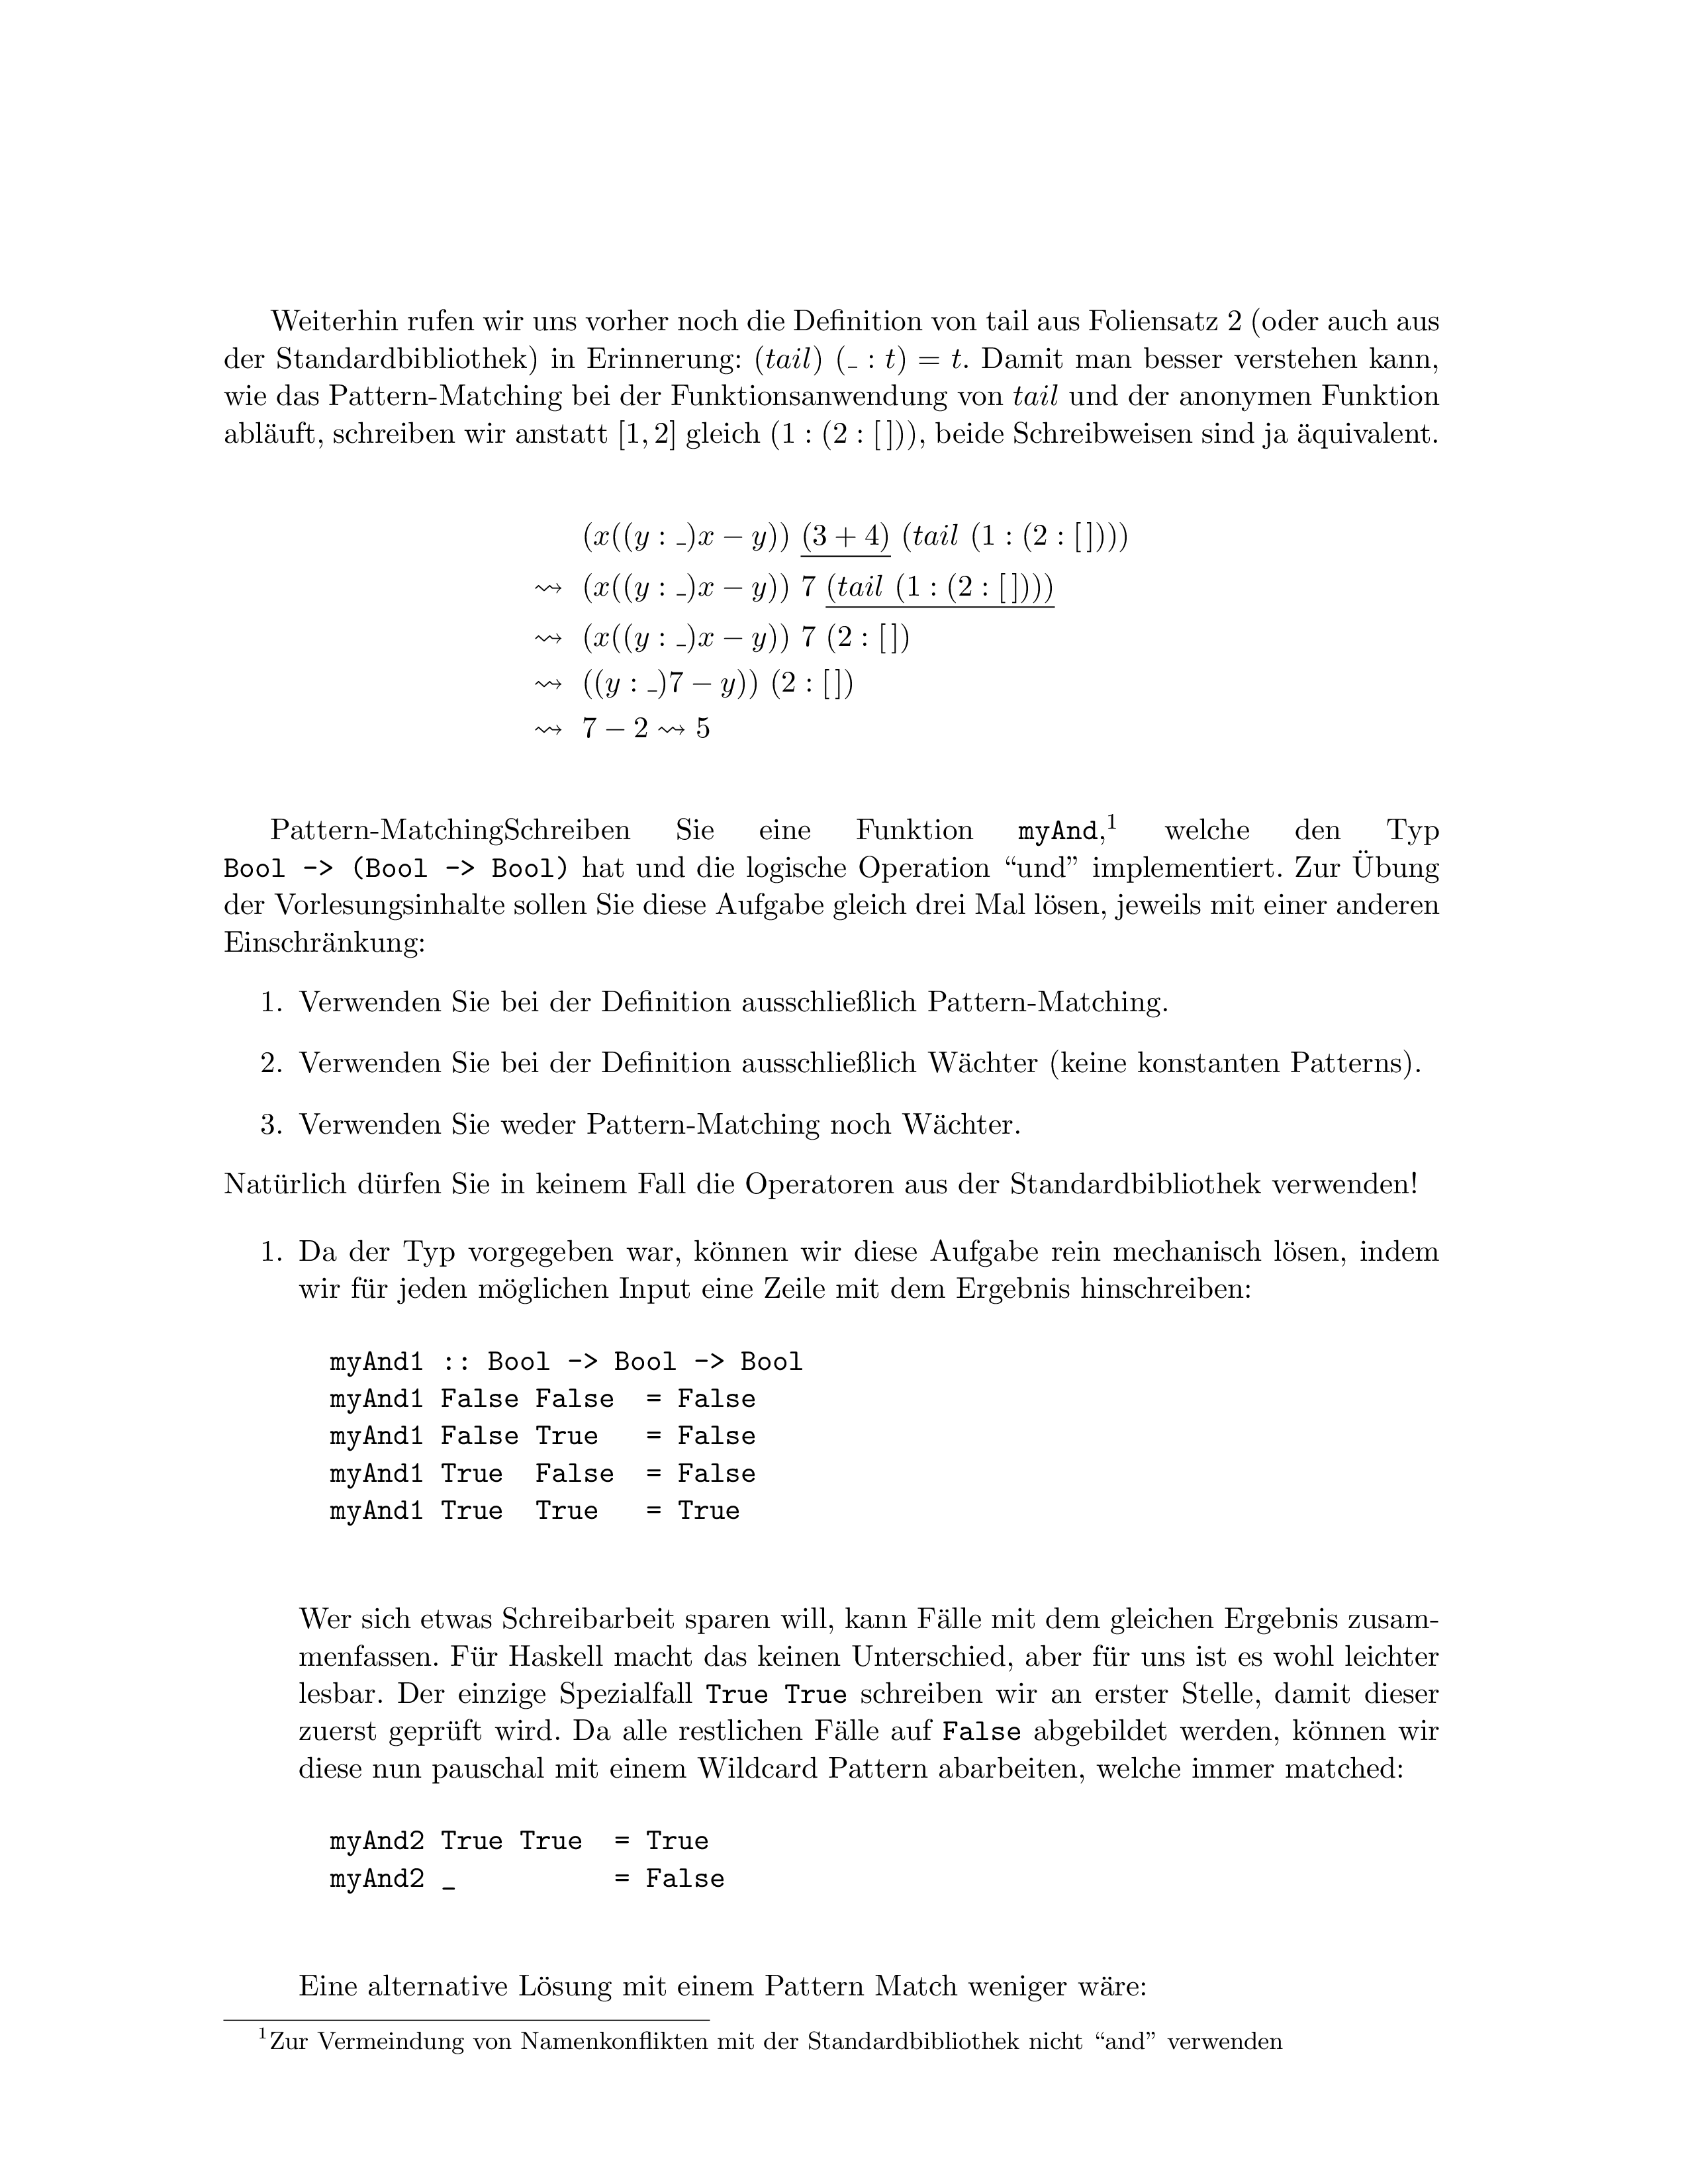 Weiterhin rufen wir uns vorher noch die Definition von tail aus Foliensatz 2 (oder auch aus
der Standardbibliothek) in Erinnerung: (tail) (_ : t) = t. Damit man besser verstehen kann,
wie das Pattern-Matching bei der Funktionsanwendung von tail und der anonymen Funktion
abläuft, schreiben wir anstatt [1, 2] gleich (1 : (2 : [])), beide Schreibweisen sind ja äquivalent.
(x((y : _)x − y)) (3 + 4) (tail (1 : (2 : [])))
⇝ (x((y : _)x − y)) 7 (tail (1 : (2 : [])))
⇝ (x((y : _)x − y)) 7 (2 : [])
⇝ ((y : _)7 − y)) (2 : [])
⇝ 7 − 2 ⇝ 5
Pattern-MatchingSchreiben Sie eine Funktion myAnd,¹ welche den Typ
Bool -> (Bool -> Bool) hat und die logische Operation “und” implementiert. Zur Übung
der Vorlesungsinhalte sollen Sie diese Aufgabe gleich drei Mal lösen, jeweils mit einer anderen
Einschränkung:
1. Verwenden Sie bei der Definition ausschließlich Pattern-Matching.
2. Verwenden Sie bei der Definition ausschließlich Wächter (keine konstanten Patterns).
3. Verwenden Sie weder Pattern-Matching noch Wächter.
Natürlich dürfen Sie in keinem Fall die Operatoren aus der Standardbibliothek verwenden!
1. Da der Typ vorgegeben war, können wir diese Aufgabe rein mechanisch lösen, indem
wir für jeden möglichen Input eine Zeile mit dem Ergebnis hinschreiben:
myAnd1 :: Bool -> Bool -> Bool
myAnd1 False False  = False
myAnd1 False True   = False
myAnd1 True  False  = False
myAnd1 True  True   = True
Wer sich etwas Schreibarbeit sparen will, kann Fälle mit dem gleichen Ergebnis zusam-
menfassen. Für Haskell macht das keinen Unterschied, aber für uns ist es wohl leichter
lesbar. Der einzige Spezialfall True True schreiben wir an erster Stelle, damit dieser
zuerst geprüft wird. Da alle restlichen Fälle auf False abgebildet werden, können wir
diese nun pauschal mit einem Wildcard Pattern abarbeiten, welche immer matched:
myAnd2 True True  = True
myAnd2 _          = False
Eine alternative Lösung mit einem Pattern Match weniger wäre:
¹Zur Vermeindung von Namenkonflikten mit der Standardbibliothek nicht “and” verwenden